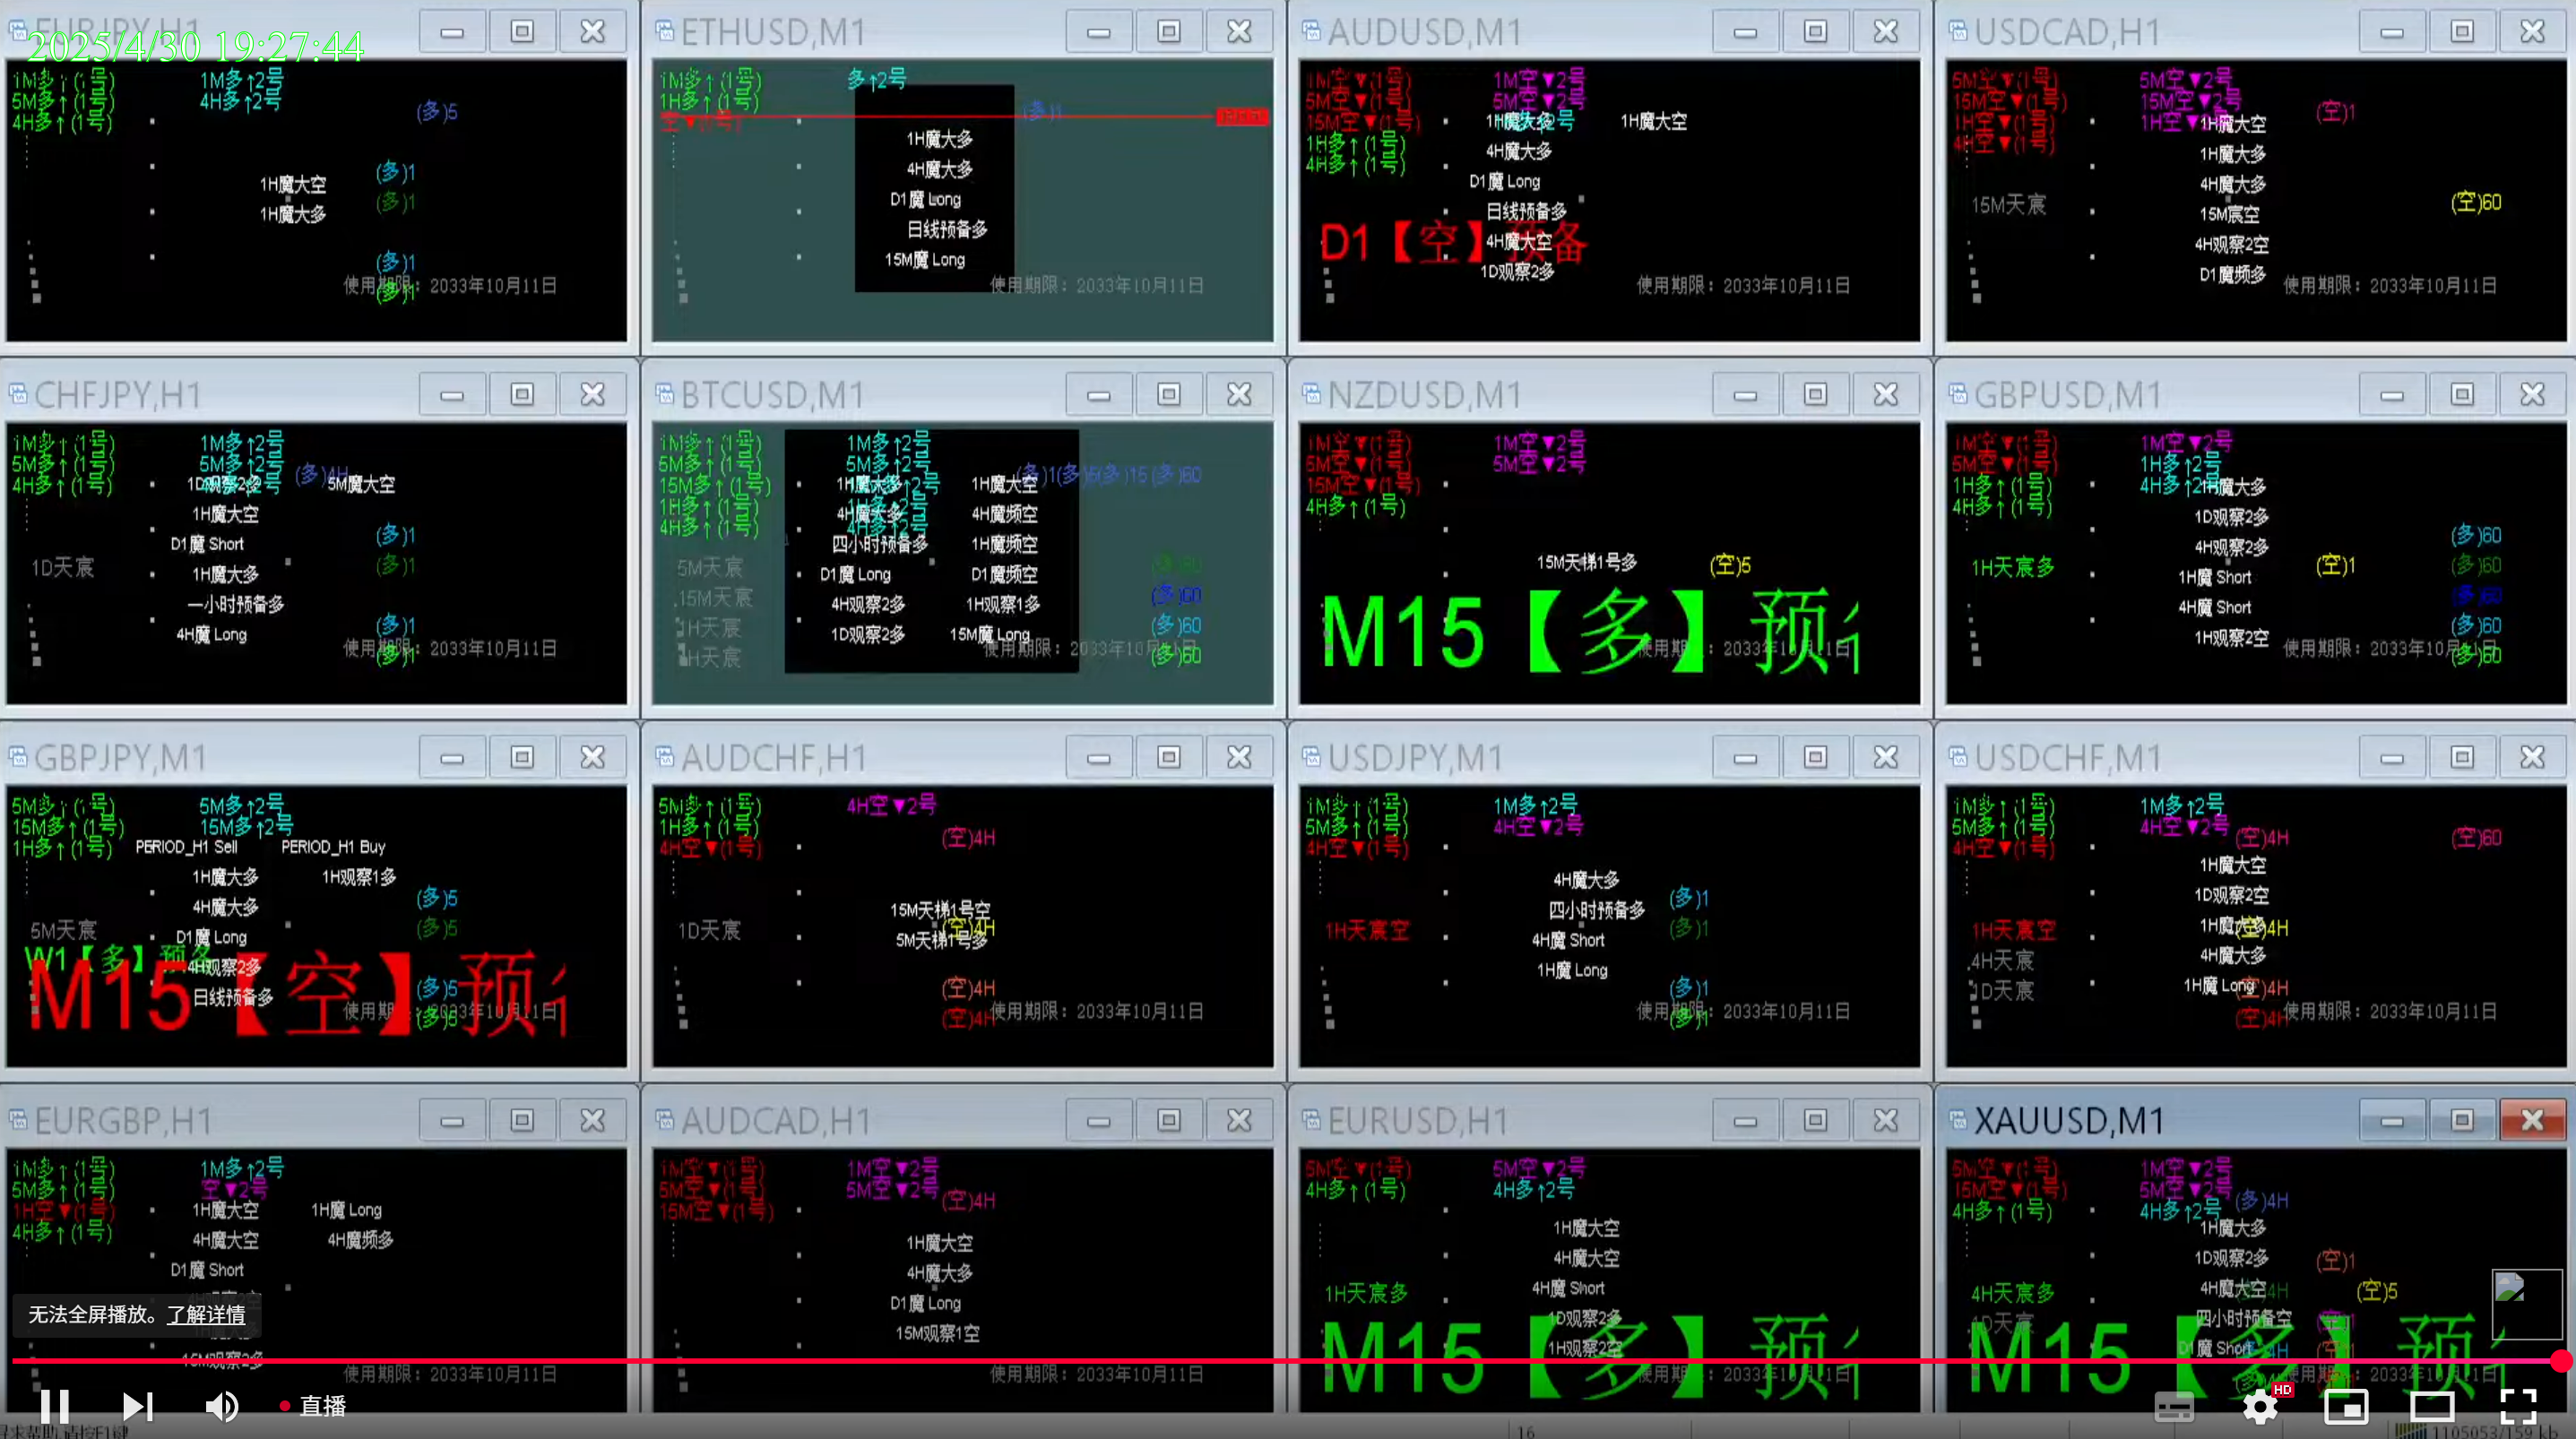 EURJPY,H1
2025/4/30 19:27:44
1M多↑(1号)
5M多↑(1号)
4H多↑(1号)
1M多↑2号
4H多↑2号
(多)5
(多)1
(多)1
1H魔大空
1H魔大多
(多)1
(多)1
使用期限：2033年10月11日
ETHUSD,M1
1M多↑(1号)
1H多↑(1号)
空▼(1号)
多↑2号
(多)1
1H魔大多
4H魔大多
D1魔 Long
日线预备多
15M魔 Long
使用期限：2033年10月11日
AUDUSD,M1
1M空▼(1号)
5M空▼(1号)
15M空▼(1号)
1H多↑(1号)
4H多↑(1号)
1M空▼2号
5M空▼2号
1H魔大多
1H魔大空
4H魔大多
D1魔 Long
日线预备多
D1【空】预备
4H魔大空
1D观察2多
使用期限：2033年10月11日
USDCAD,H1
5M空▼(1号)
15M空▼(1号)
1H空▼(1号)
4H空▼(1号)
5M空▼2号
15M空▼2号
(空)1
1H魔大空
1H魔大多
4H魔大多
15M天宸
15M宸空
(空)60
4H观察2空
D1魔频多
使用期限：2033年10月11日
CHFJPY,H1
1M多↑(1号)
5M多↑(1号)
4H多↑(1号)
1M多↑2号
5M多↑2号
(多)4H
1D观察2多
5M魔大空
1H魔大空
D1魔 Short
(多)1
(多)1
1D天宸
1H魔大多
一小时预备多
4H魔 Long
(多)1
(多)1
使用期限：2033年10月11日
BTCUSD,M1
1M多↑(1号)
5M多↑(1号)
15M多↑(1号)
1H多↑(1号)
4H多↑(1号)
1M多↑2号
5M多↑2号
(多)15(多)60
1H魔大多
1H魔大空
4H魔大多
4H魔频空
四小时预备多
1H魔频空
5M天宸
D1魔 Long
D1魔频空
15M天宸
4H观察2多
1H观察1多
(多)60
1H天宸
1D观察2多
15M魔 Long
(多)60
(多)60
使用期限：2033年10月11日
NZDUSD,M1
1M空▼(1号)
5M空▼(1号)
15M空▼(1号)
4H多↑(1号)
1M空▼2号
5M空▼2号
15M天梯1号多
(空)5
M15【多】预
使用期限：2033年10月11日
GBPUSD,M1
1M空▼(1号)
5M空▼(1号)
1H多↑(1号)
4H多↑(1号)
1M空▼2号
1H多↑2号
4H多↑2号
1H魔大多
1D观察2多
4H观察2多
(多)60
1H天宸多
(空)1
(多)60
1H魔 Short
(多)60
4H魔 Short
(多)60
1H观察2空
(多)60
使用期限：2033年10月11日
GBPJPY,M1
5M多↑(1号)
15M多↑(1号)
1H多↑(1号)
5M多↑2号
15M多↑2号
PERIOD_H1 Sell
PERIOD_H1 Buy
1H魔大多
1H观察1多
4H魔大多
(多)5
(多)5
5M天宸
D1魔 Long
W1【多】预备
4H观察2多
M15【空】预
日线预备多
(多)5
(多)5
使用期限：2033年10月11日
AUDCHF,H1
5M多↑(1号)
1H多↑(1号)
4H空▼(1号)
4H空▼2号
(空)4H
15M天梯1号空
1D天宸
(空)4H
5M天梯1号多
(空)4H
(空)4H
使用期限：2033年10月11日
USDJPY,M1
1M多↑(1号)
5M多↑(1号)
4H空▼(1号)
1M多↑2号
4H空▼2号
4H魔大多
(多)1
四小时预备多
(多)1
1H天宸空
4H魔 Short
1H魔 Long
(多)1
(多)1
使用期限：2033年10月11日
USDCHF,M1
1M多↑(1号)
5M多↑(1号)
4H空▼(1号)
1M多↑2号
4H空▼2号
(空)4H
(空)60
1H魔大空
1D观察2空
1H天宸空
1H魔大多
(空)4H
4H天宸
4H魔大多
1D天宸
1H魔 Long
(空)4H
(空)4H
使用期限：2033年10月11日
EURGBP,H1
1M多↑(1号)
5M多↑(1号)
1H空▼(1号)
4H多↑(1号)
1M多↑2号
空▼2号
1H魔大空
1H魔 Long
4H魔大空
4H魔频多
D1魔 Short
15M观察2多
使用期限：2033年10月11日
AUDCAD,H1
1M空▼(1号)
5M空▼(1号)
15M空▼(1号)
1M空▼2号
5M空▼2号
(空)4H
1H魔大空
4H魔大多
D1魔 Long
15M观察1空
使用期限：2033年10月11日
EURUSD,H1
5M空▼(1号)
4H多↑(1号)
5M空▼2号
4H多↑2号
1H魔大空
4H魔大空
1H天宸多
4H魔 Short
1D观察2多
1H观察2空
M15【多】预
使用期限：2033年10月11日
XAUUSD,M1
5M空▼(1号)
15M空▼(1号)
4H多↑(1号)
1M空▼2号
5M空▼2号
4H多↑2号
(多)4H
1H魔大多
1D观察2多
(空)1
4H天宸多
4H魔大空
(空)5
1D天宸
四小时预备空
D1魔 Short
M15【多】预
使用期限：2033年10月11日
无法全屏播放。了解详情
直播
HD
16
1105053/159 kb